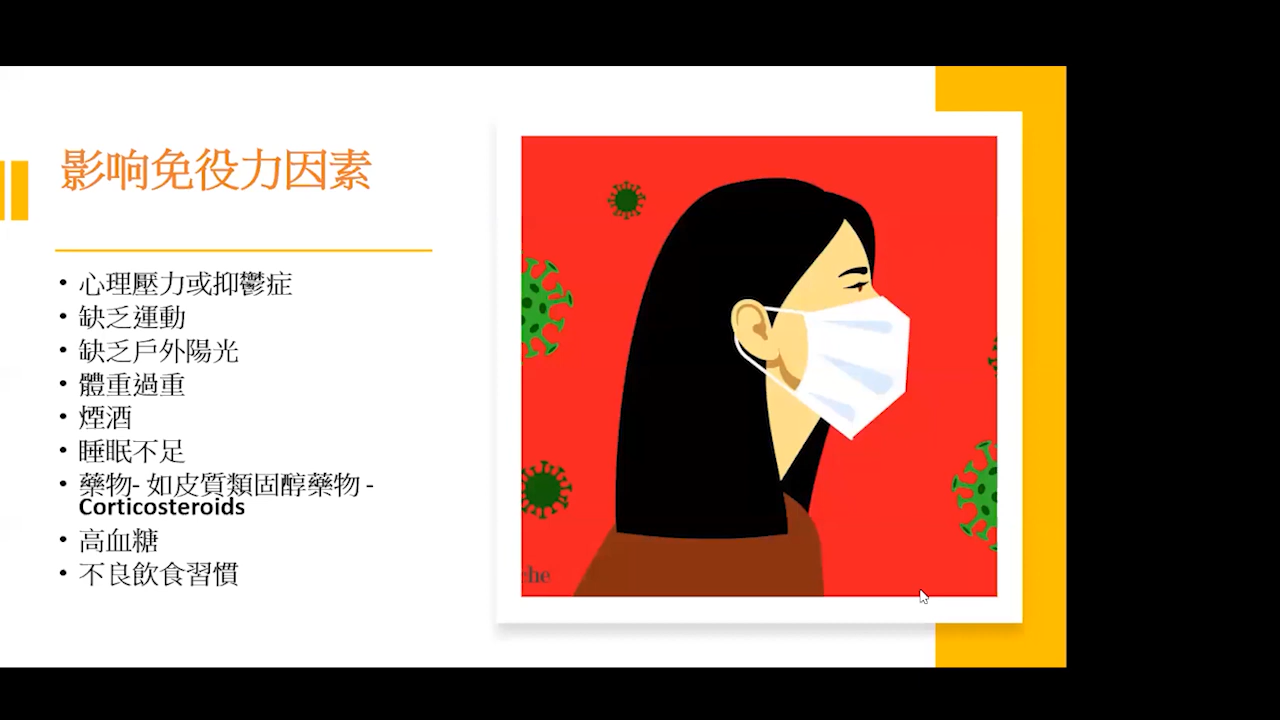 影响免役力因素
• 心理壓力或抑鬱症
• 缺乏運動
• 缺乏戶外陽光
• 體重過重
• 煙酒
• 睡眠不足
• 藥物- 如皮質類固醇藥物 -
Corticosteroids
• 高血糖
• 不良飲食習慣
che